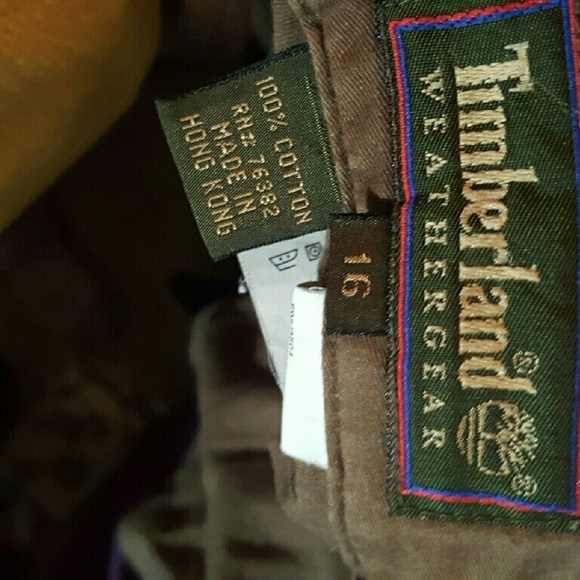 Timberland®
WEATHERGEAR
®
16
100% COTTON
RN# 76382
MADE IN
HONG KONG